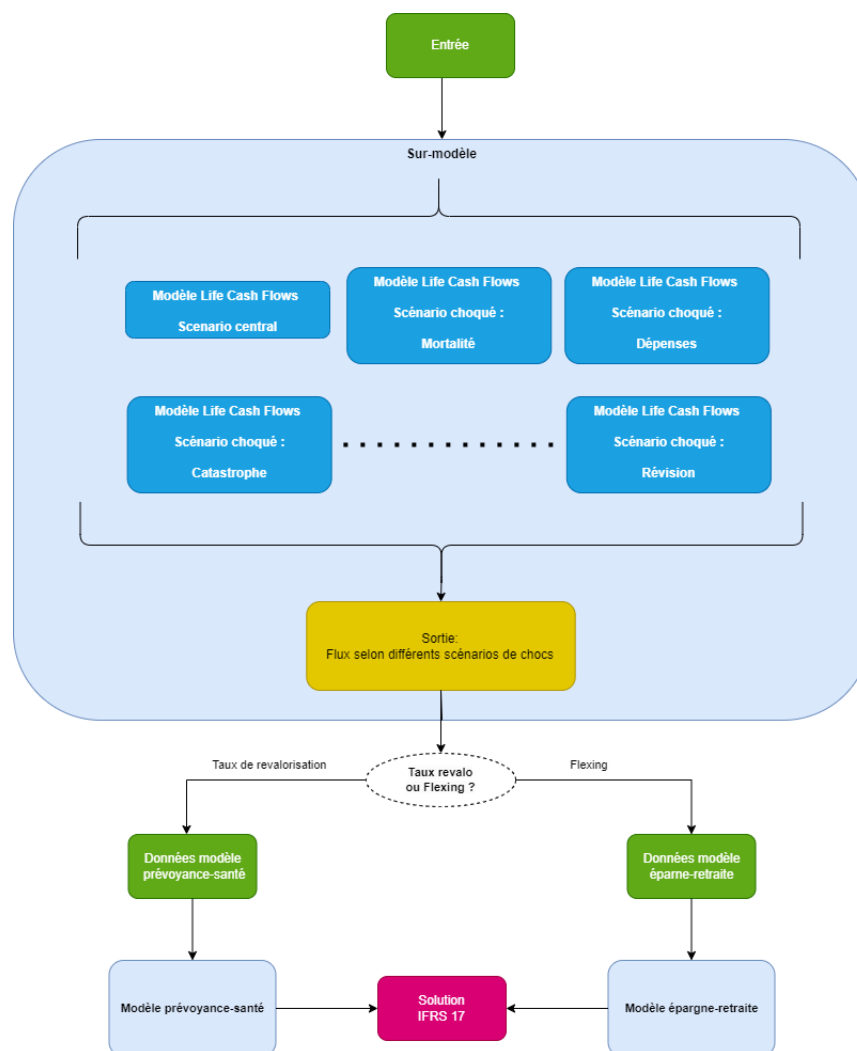 Entrée
Sur-modèle
Modèle Life Cash Flows
Scenario central
Modèle Life Cash Flows
Scénario choqué :
Mortalité
Modèle Life Cash Flows
Scénario choqué :
Dépenses
Modèle Life Cash Flows
Scénario choqué :
Catastrophe
Modèle Life Cash Flows
Scénario choqué :
Révision
Sortie:
Flux selon différents scénarios de chocs
Taux de revalorisation
Taux revalo
ou Flexing ?
Flexing
Données modèle
prévoyance-santé
Données modèle
éparne-retraite
Modèle prévoyance-santé
Solution
IFRS 17
Modèle épargne-retraite